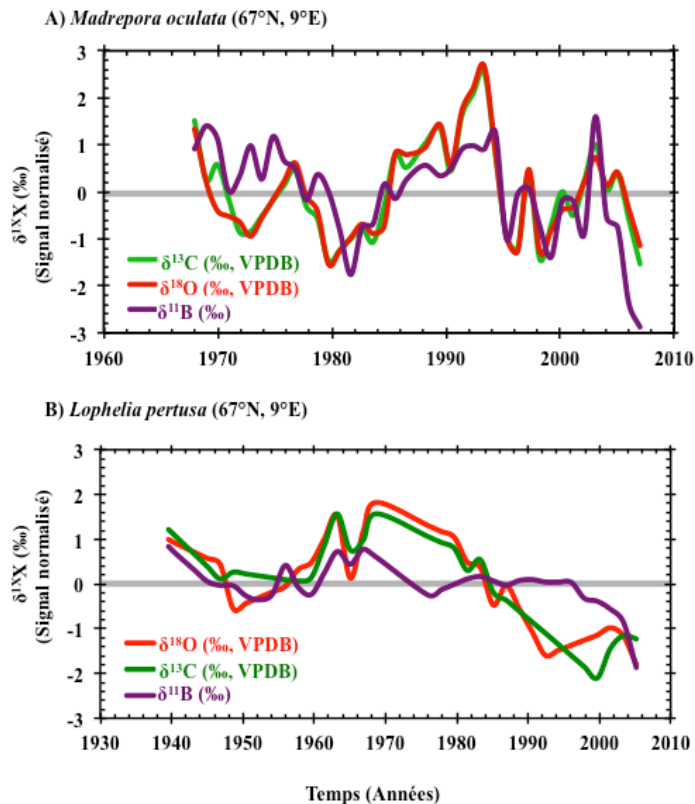 A) Madrepora oculata (67°N, 9°E)
3
2
1
0
-1
-2
-3
δ¹ˣX (‰)
(Signal normalisé)
δ¹³C (‰, VPDB)
δ¹⁸O (‰, VPDB)
δ¹¹B (‰)
1960 1970 1980 1990 2000 2010
B) Lophelia pertusa (67°N, 9°E)
3
2
1
0
-1
-2
-3
δ¹ˣX (‰)
(Signal normalisé)
δ¹⁸O (‰, VPDB)
δ¹³C (‰, VPDB)
δ¹¹B (‰)
1930 1940 1950 1960 1970 1980 1990 2000 2010
Temps (Années)